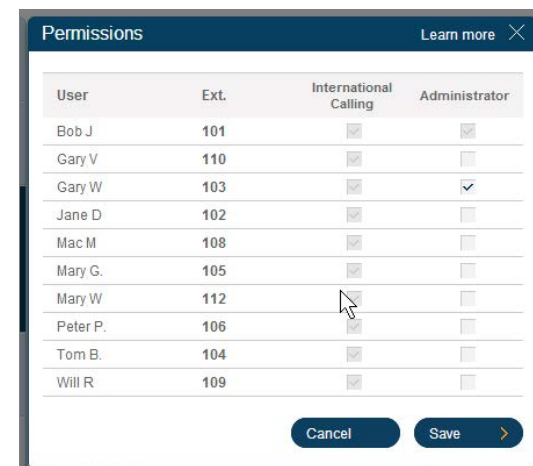 Permissions Learn more
User Ext. International Calling Administrator
Bob J 101
Gary V 110
Gary W 103
Jane D 102
Mac M 108
Mary G. 105
Mary W 112
Peter P. 106
Tom B. 104
Will R 109
Cancel Save